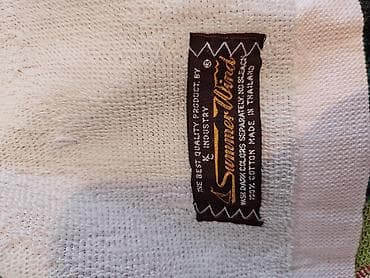 THE BEST QUALITY PRODUCT. BY
YC INDUSTRY ®
Summer Wind
WASH DARK COLORS SEPARATELY. NO BLEACH
100% COTTON MADE IN THAILAND